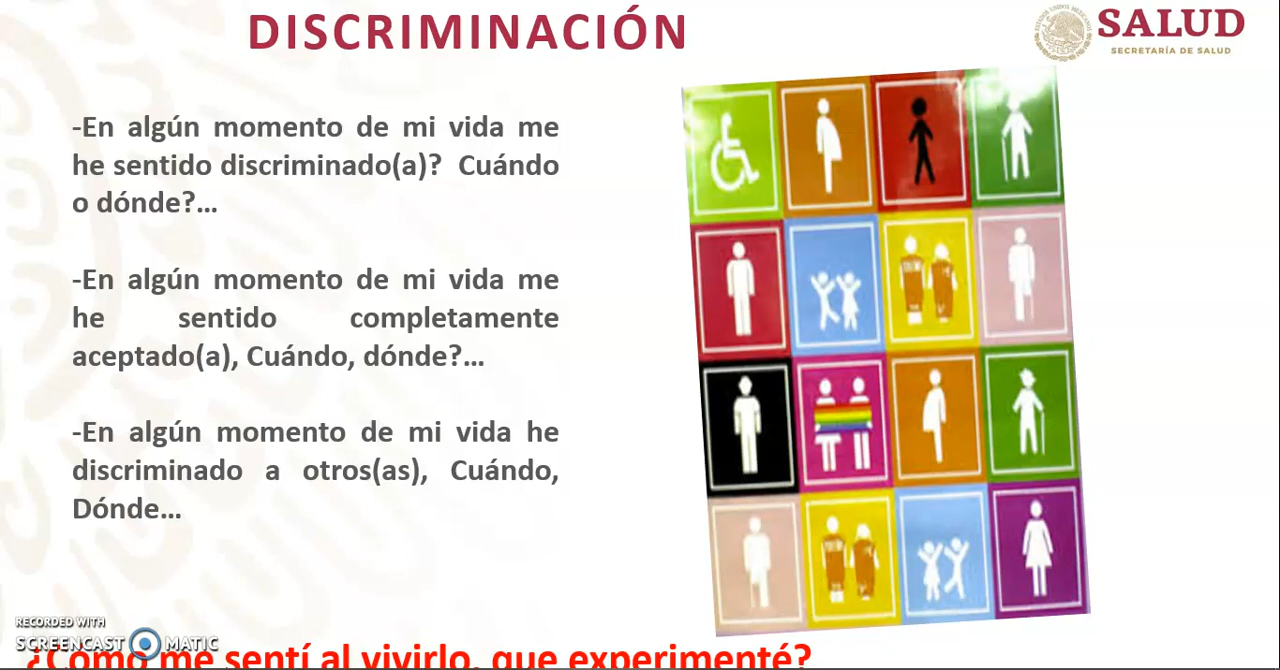 DISCRIMINACIÓN
SALUD
SECRETARÍA DE SALUD
-En algún momento de mi vida me
he sentido discriminado(a)? Cuándo
o dónde?...
-En algún momento de mi vida me
he sentido completamente
aceptado(a), Cuándo, dónde?...
-En algún momento de mi vida he
discriminado a otros(as), Cuándo,
Dónde...
RECORDED WITH
SCREENCAST MATIC
¿Cómo me sentí al vivirlo, que experimenté?